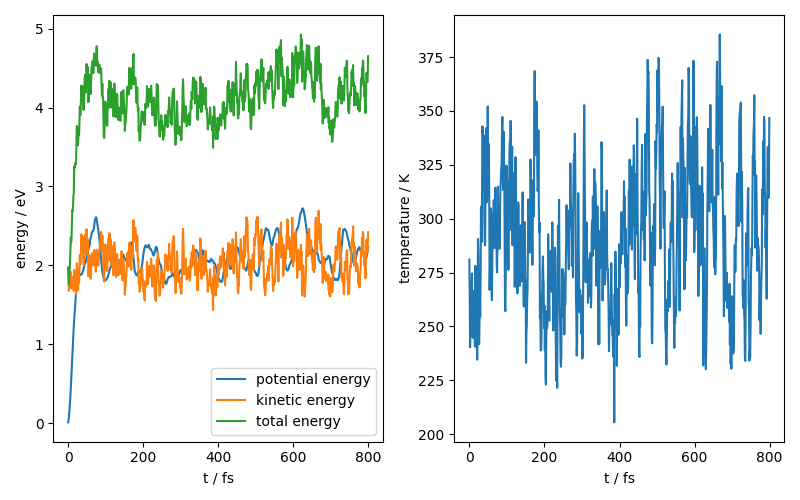 energy / eV
5
4
3
2
1
0
potential energy
kinetic energy
total energy
0 200 400 600 800
t / fs
temperature / K
375
350
325
300
275
250
225
200
0 200 400 600 800
t / fs